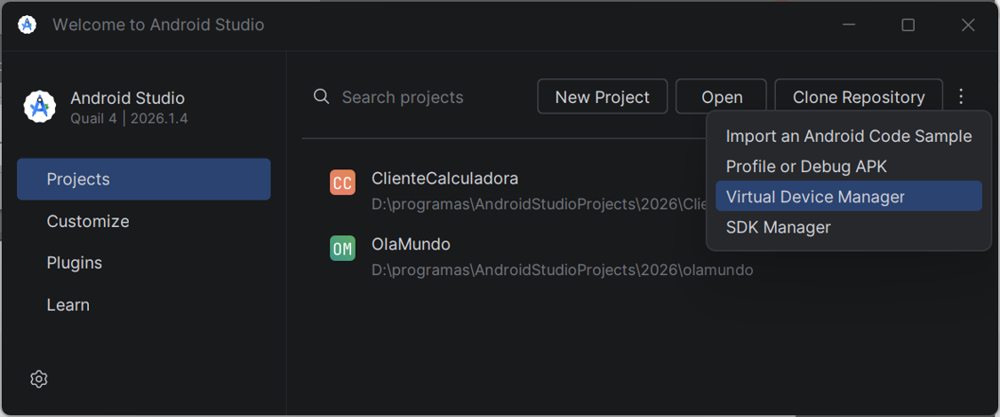 Welcome to Android Studio
Android Studio
Quail 4 | 2026.1.4
Search projects
New Project
Open
Clone Repository
Import an Android Code Sample
Profile or Debug APK
Virtual Device Manager
SDK Manager
Projects
Customize
Plugins
Learn
CC
ClienteCalculadora
D:\programas\AndroidStudioProjects\2026\Clie
OM
OlaMundo
D:\programas\AndroidStudioProjects\2026\olamundo